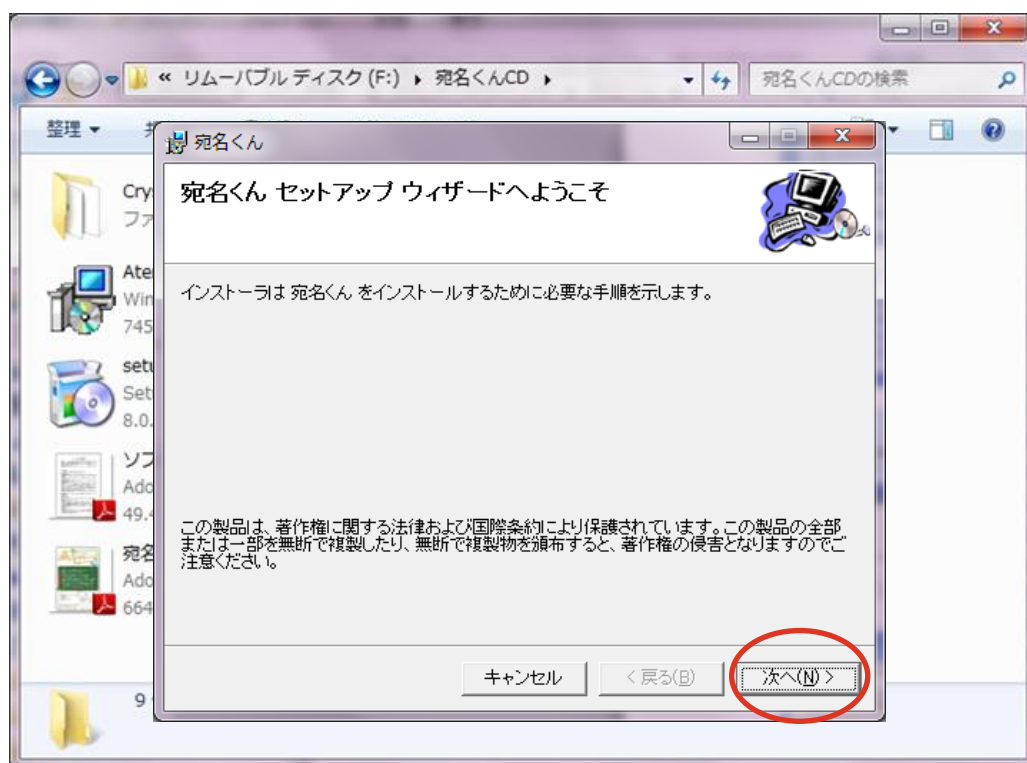 « リムーバブル ディスク (F:) ▸ 宛名くんCD ▸
宛名くんCDの検索
整理 ▼
宛名くん
宛名くん セットアップ ウィザードへようこそ
インストーラは 宛名くん をインストールするために必要な手順を示します。
この製品は、著作権に関する法律および国際条約により保護されています。この製品の全部
または一部を無断で複製したり、無断で複製物を頒布すると、著作権の侵害となりますのでご
注意ください。
キャンセル
< 戻る(B)
次へ(N) >
Cry
ファ
Ate
Win
745
setu
Set
8.0.
ソフ
Ado
49.4
宛名
Ado
664
9